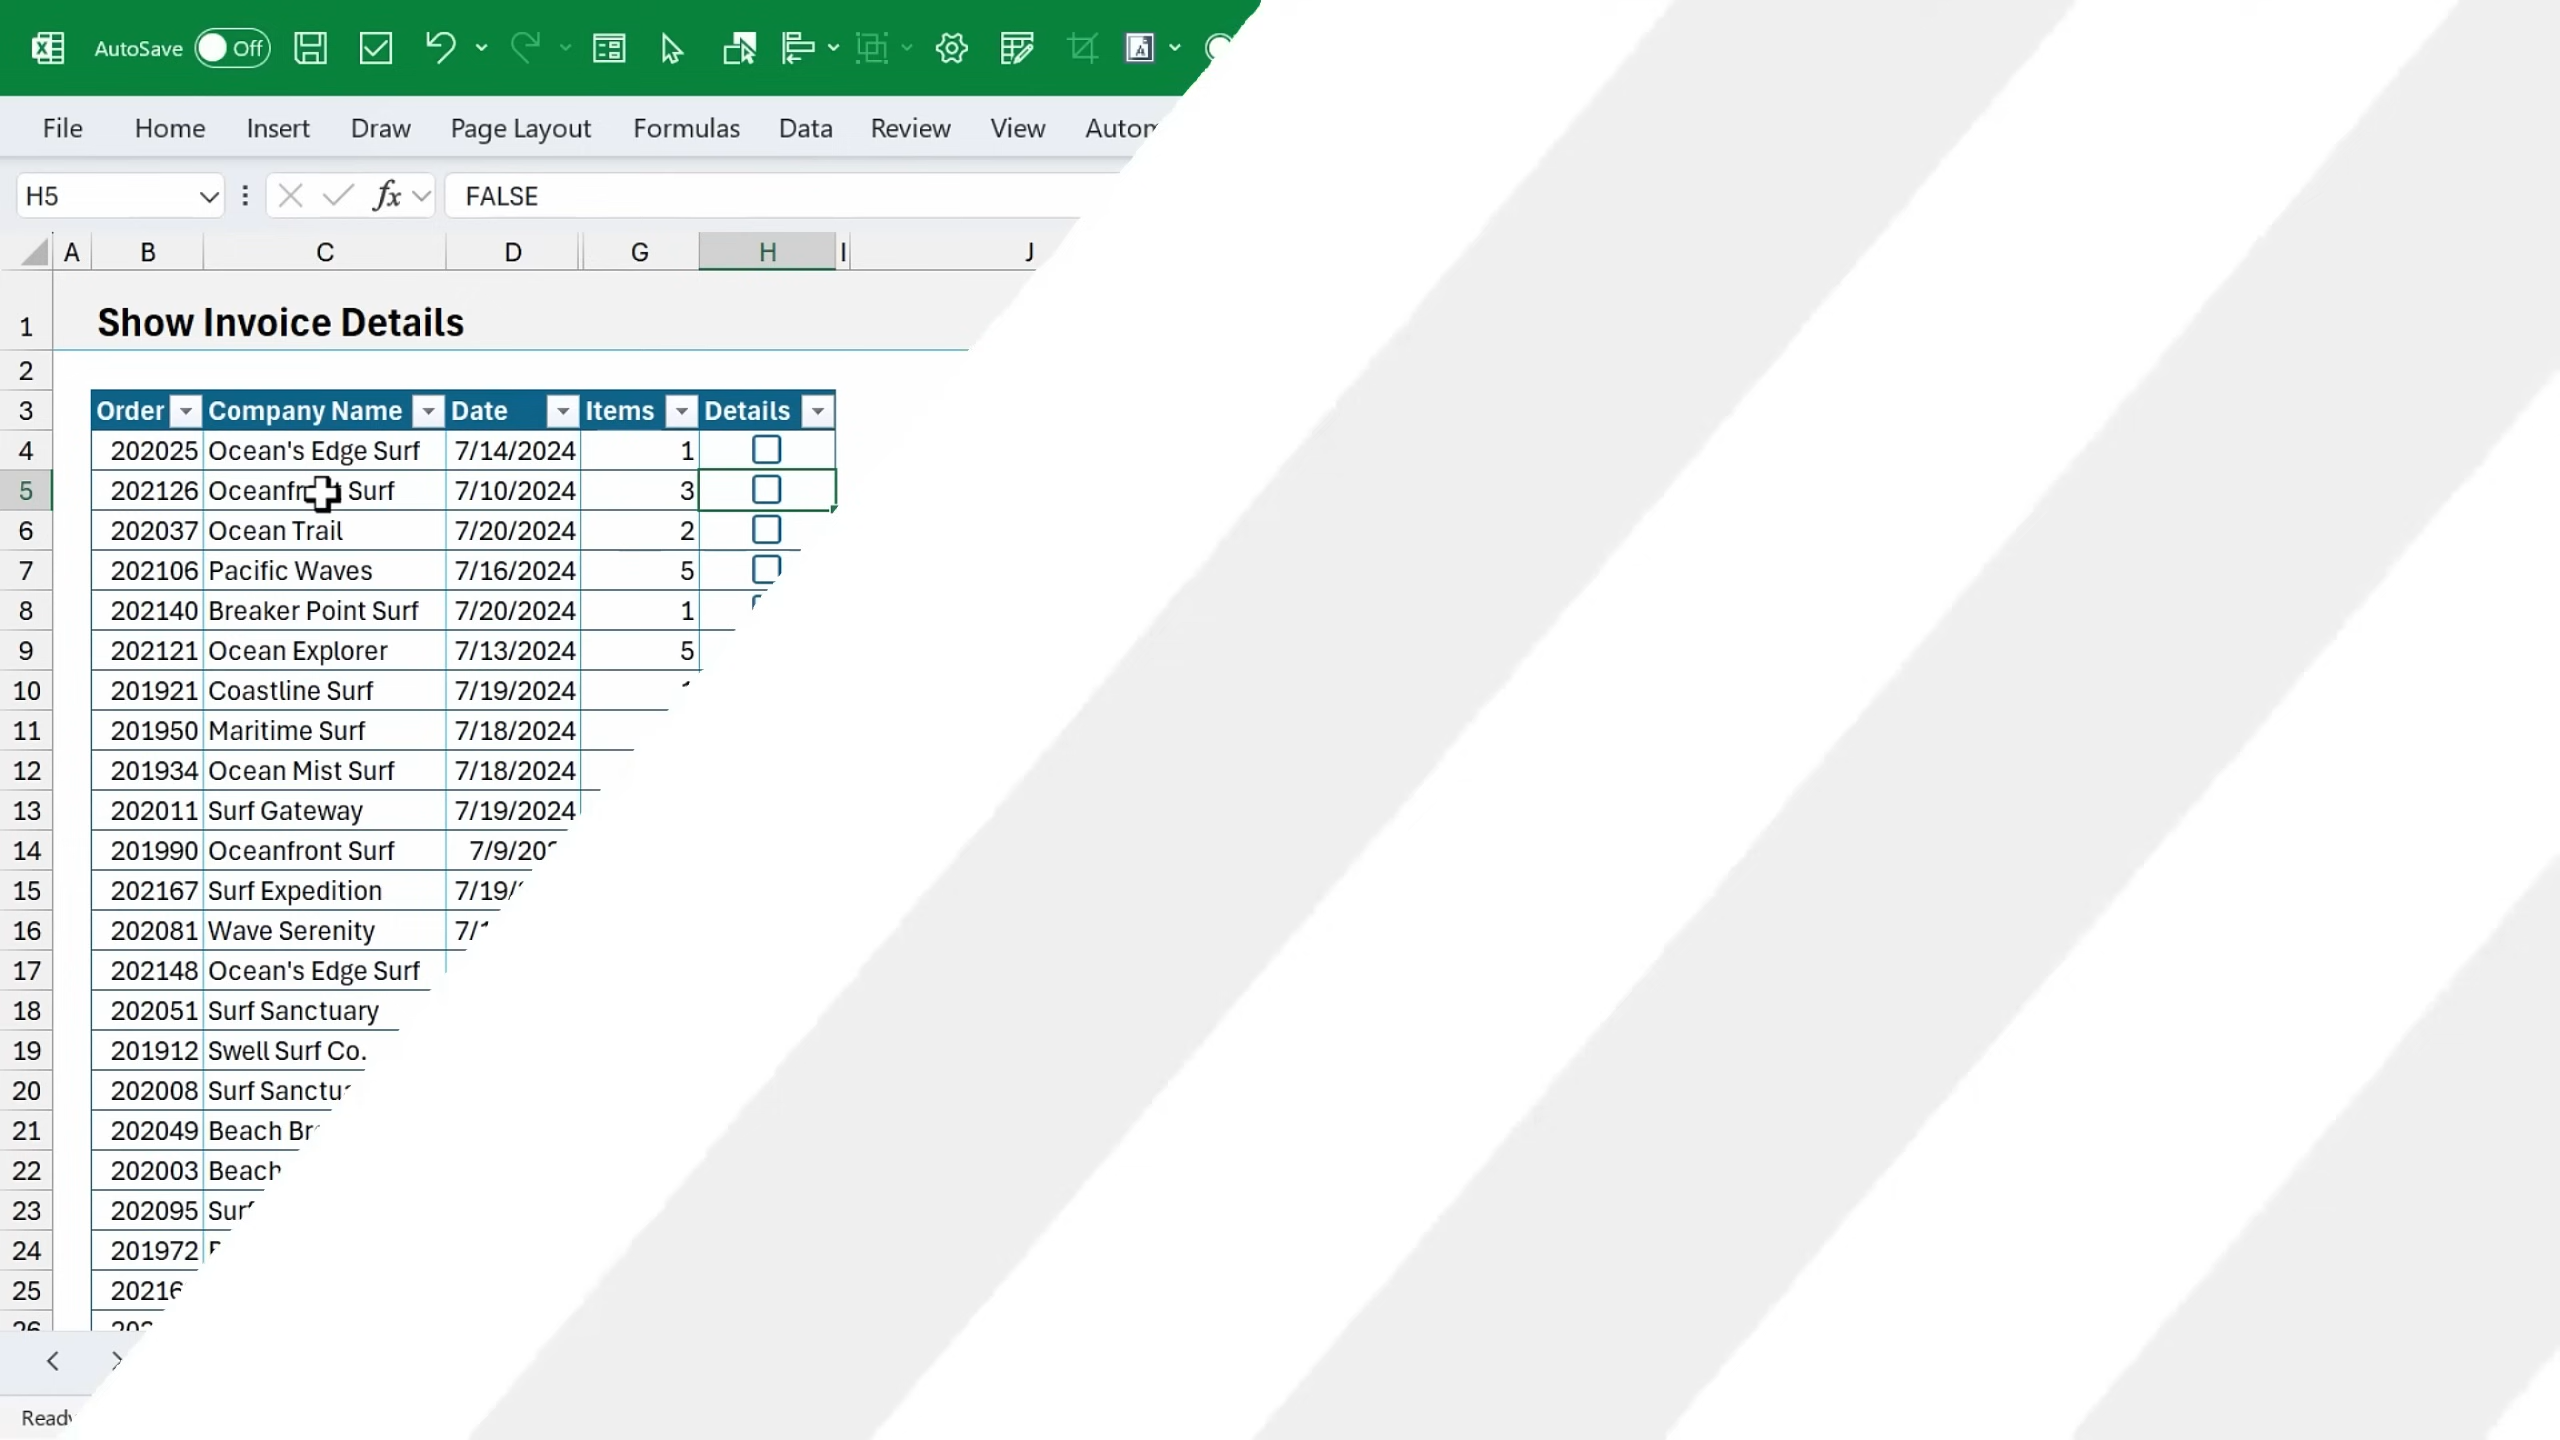 AutoSave Off
File Home Insert Draw Page Layout Formulas Data Review View
H5 fx FALSE
A B C D G H I J
1 Show Invoice Details
2
3 Order Company Name Date Items Details
4 202025 Ocean's Edge Surf 7/14/2024 1
5 202126 Surf 7/10/2024 3
6 202037 Ocean Trail 7/20/2024 2
7 202106 Pacific Waves 7/16/2024 5
8 202140 Breaker Point Surf 7/20/2024 1
9 202121 Ocean Explorer 7/13/2024 5
10 201921 Coastline Surf 7/19/2024
11 201950 Maritime Surf 7/18/2024
12 201934 Ocean Mist Surf 7/18/2024
13 202011 Surf Gateway 7/19/2024
14 201990 Oceanfront Surf
15 202167 Surf Expedition
16 202081 Wave Serenity
17 202148 Ocean's Edge Surf
18 202051 Surf Sanctuary
19 201912 Swell Surf Co.
20 202008 Surf
21 202049 Beach
22 202003 Beach
23 202095 Surf
24 201972
25
26
Ready